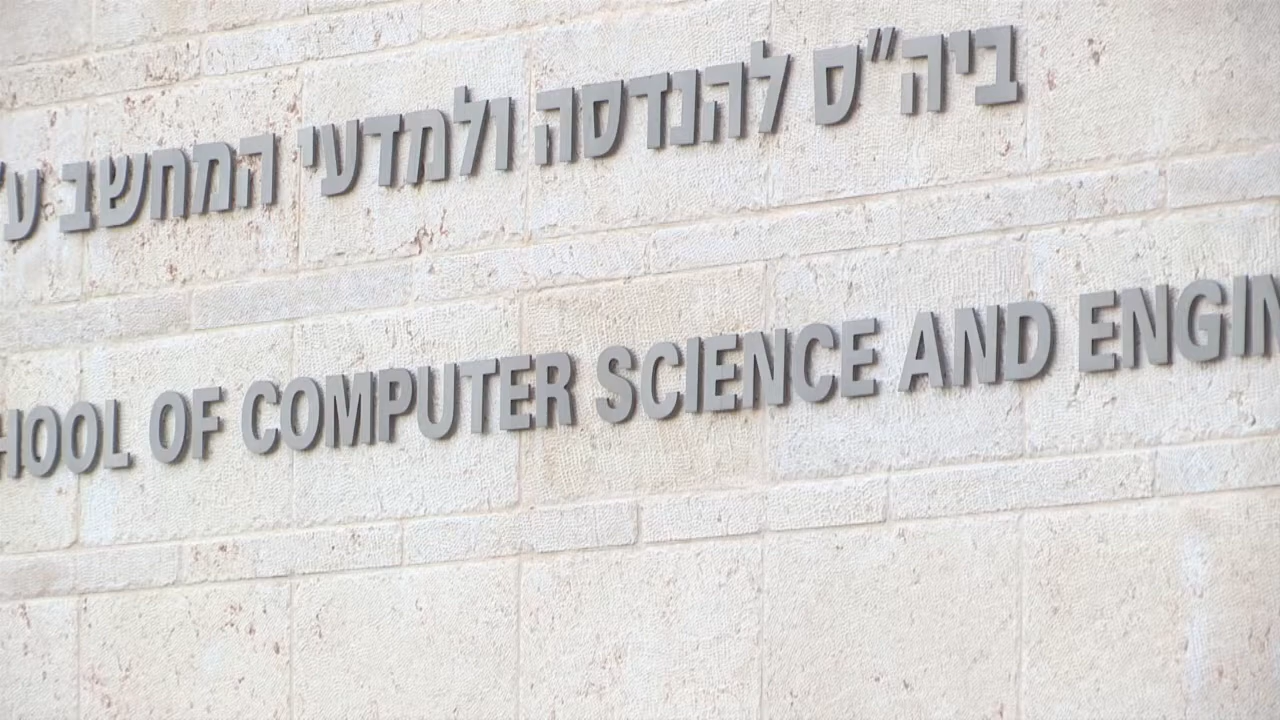 ביה"ס להנדסה ולמדעי המחשב ע"
HOOL OF COMPUTER SCIENCE AND ENGIN